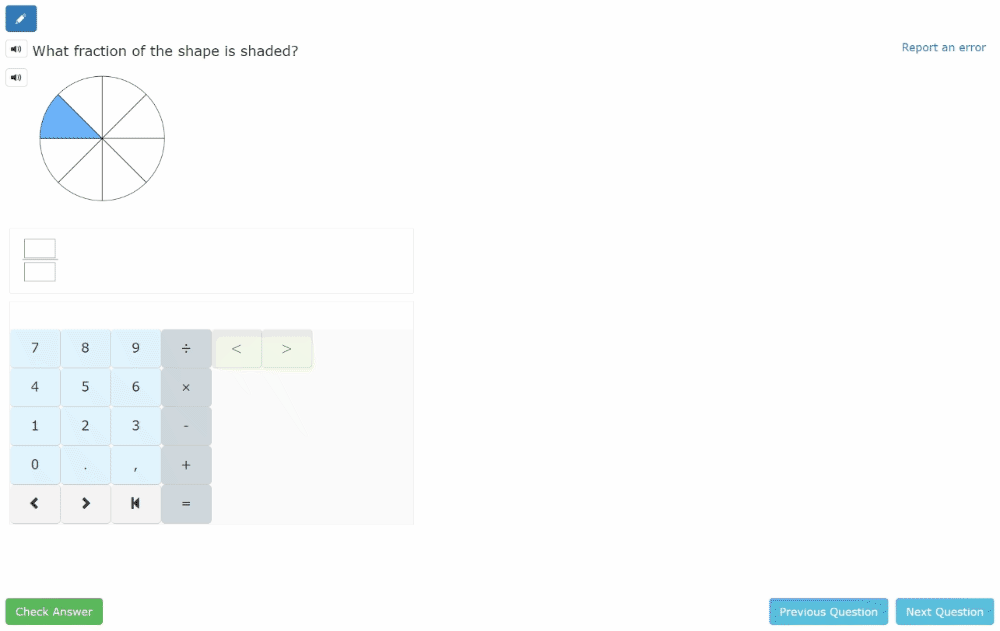 What fraction of the shape is shaded?
Report an error
7 8 9 ÷ < >
4 5 6 ×
1 2 3 -
0 . , +
=
Check Answer
Previous Question
Next Question